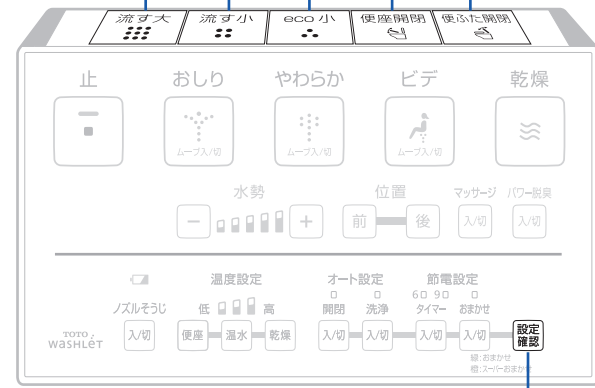 流す大 流す小 eco小 便座開閉 便ふた開閉
止 おしり やわらか ビデ 乾燥
ムーブ入/切 ムーブ入/切 ムーブ入/切
水勢 位置 マッサージ パワー脱臭
− + 前 後 入/切 入/切
温度設定 オート設定 節電設定
ノズルそうじ 低 高 開閉 洗浄 6 9 タイマー おまかせ
入/切 便座 温水 乾燥 入/切 入/切 入/切 入/切 設定
確認
TOTO
WASHLET
緑:おまかせ
橙:スーパーおまかせ